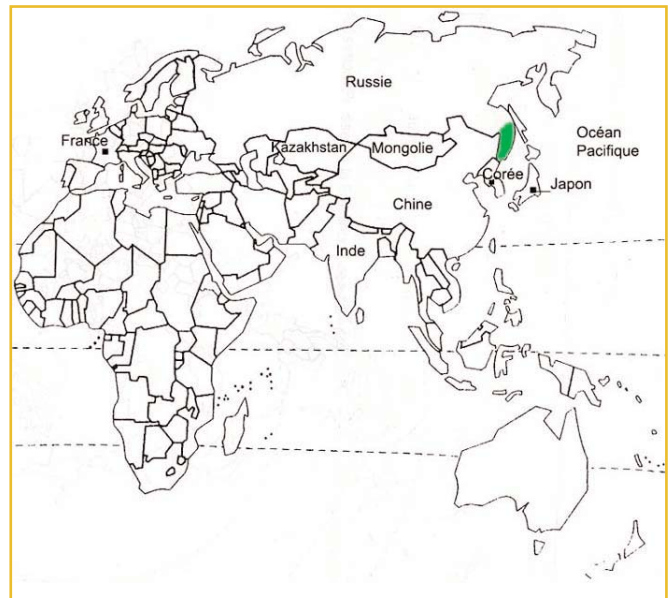 Russie
Océan
Pacifique
France
Kazakhstan
Mongolie
Corée
Japon
Chine
Inde